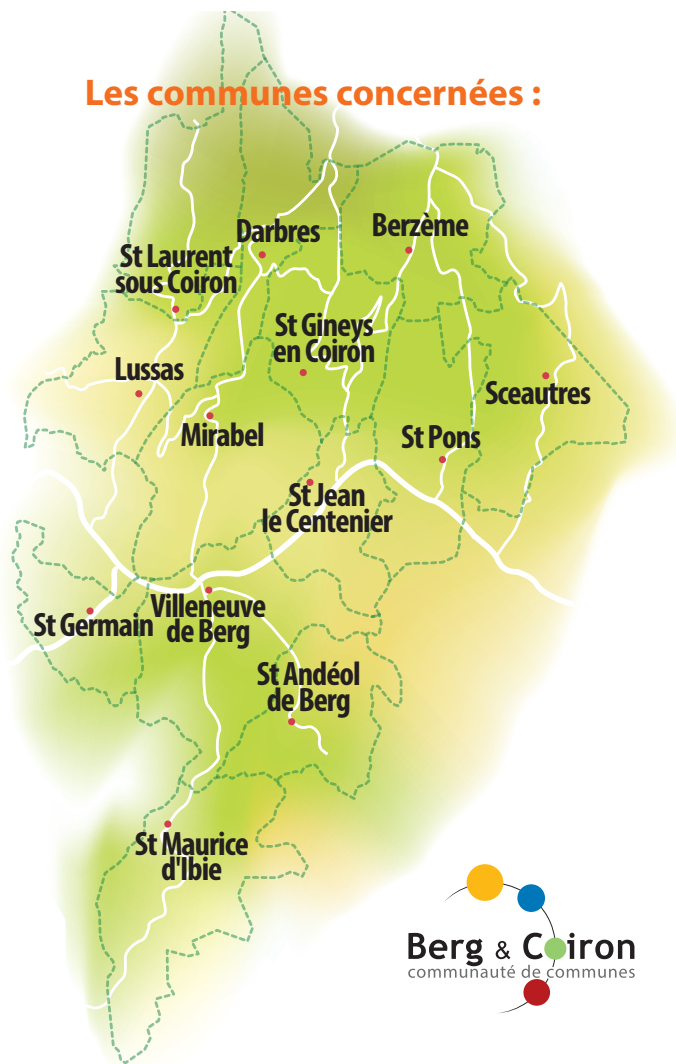 Les communes concernées :
Darbres
Berzème
St Laurent
sous Coiron
St Gineys
en Coiron
Lussas
Sceautres
Mirabel
St Pons
St Jean
le Centenier
Villeneuve
de Berg
St Germain
St Andéol
de Berg
St Maurice
d'Ibie
Berg & Coiron
communauté de communes